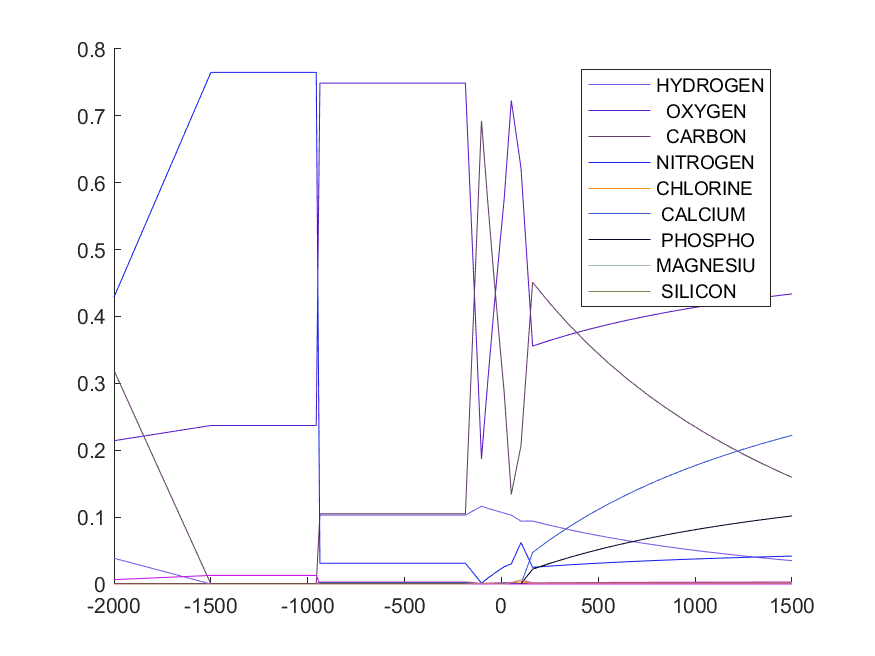 0.8
0.7
0.6
0.5
0.4
0.3
0.2
0.1
0
-2000 -1500 -1000 -500 0 500 1000 1500
HYDROGEN
OXYGEN
CARBON
NITROGEN
CHLORINE
CALCIUM
PHOSPHO
MAGNESIU
SILICON